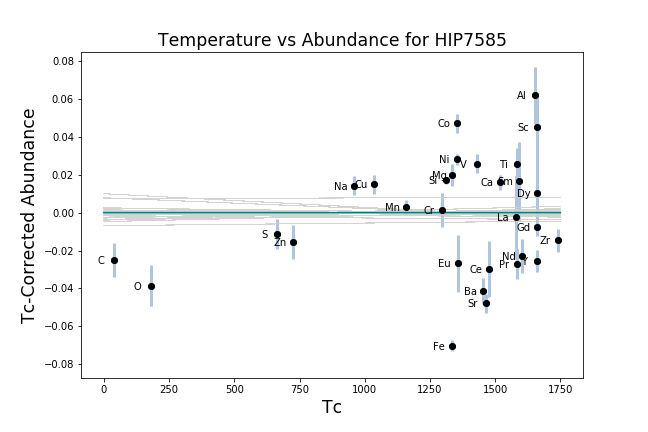 Temperature vs Abundance for HIP7585
Tc-Corrected Abundance
0.08
0.06
0.04
0.02
0.00
−0.02
−0.04
−0.06
−0.08
Al
Co
Sc
Ni
V
Ti
Mg
Si
Ca
Sm
Na
Cu
Dy
Mn
Cr
La
Gd
S
Zn
Zr
C
Eu
Ce
Nd
Pr
Y
O
Ba
Sr
Fe
0
250
500
750
1000
1250
1500
1750
Tc